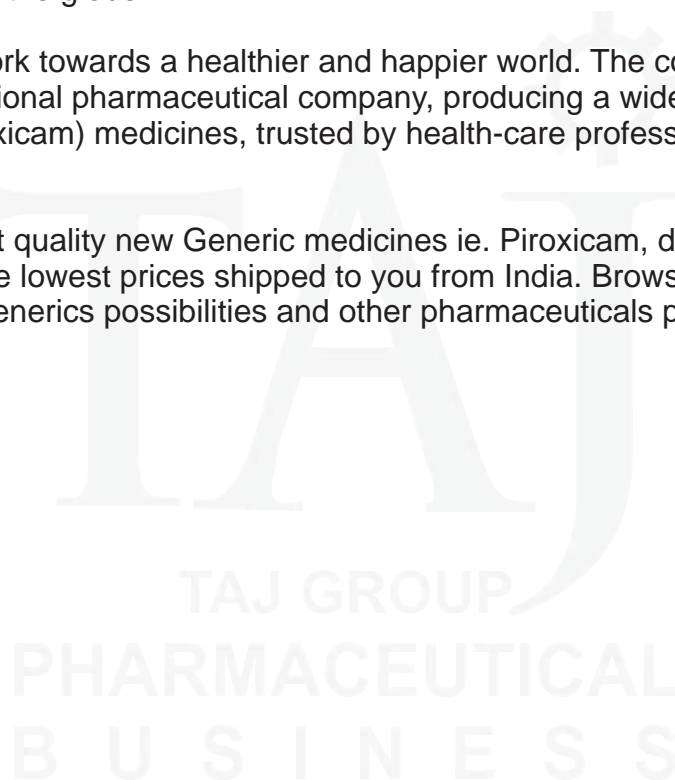 ork towards a healthier and happier world. The co
ional pharmaceutical company, producing a wide
xicam) medicines, trusted by health-care profess
t quality new Generic medicines ie. Piroxicam, d
e lowest prices shipped to you from India. Brows
enerics possibilities and other pharmaceuticals p
TAJ
TAJ GROUP
PHARMACEUTICAL
BUSINESS